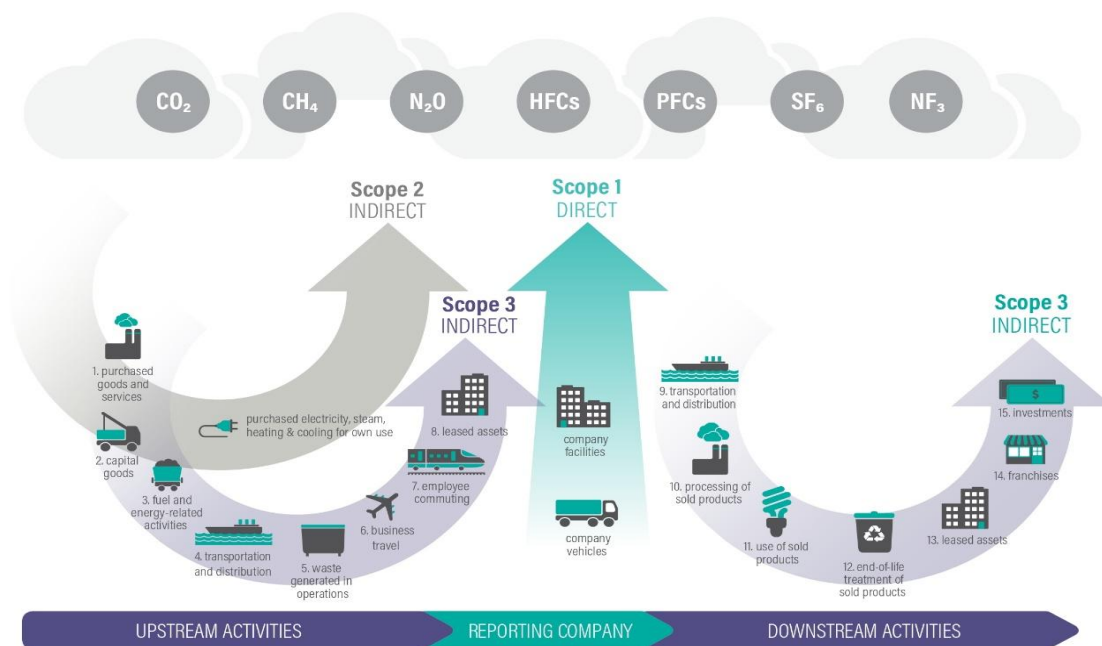 CO₂
CH₄
N₂O
HFCs
PFCs
SF₆
NF₃
Scope 2
INDIRECT
Scope 1
DIRECT
Scope 3
INDIRECT
Scope 3
INDIRECT
1. purchased
goods and
services
2. capital
goods
3. fuel and
energy-related
activities
4. transportation
and distribution
5. waste
generated in
operations
6. business
travel
7. employee
commuting
8. leased assets
purchased electricity, steam,
heating & cooling for own use
company
facilities
company
vehicles
9. transportation
and distribution
10. processing of
sold products
11. use of sold
products
12. end-of-life
treatment of
sold products
13. leased assets
14. franchises
15. investments
$
UPSTREAM ACTIVITIES
REPORTING COMPANY
DOWNSTREAM ACTIVITIES